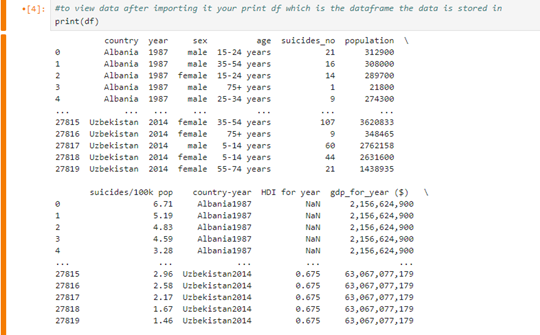 [4]: #to view data after importing it your print df which is the dataframe the data is stored in
print(df)
country year sex age suicides_no population \
0 Albania 1987 male 15-24 years 21 312900
1 Albania 1987 male 35-54 years 16 308000
2 Albania 1987 female 15-24 years 14 289700
3 Albania 1987 male 75+ years 1 21800
4 Albania 1987 male 25-34 years 9 274300
... ... ... ... ... ... ...
27815 Uzbekistan 2014 female 35-54 years 107 3620833
27816 Uzbekistan 2014 female 75+ years 9 348465
27817 Uzbekistan 2014 male 5-14 years 60 2762158
27818 Uzbekistan 2014 female 5-14 years 44 2631600
27819 Uzbekistan 2014 female 55-74 years 21 1438935
suicides/100k pop country-year HDI for year gdp_for_year ($) \
0 6.71 Albania1987 NaN 2,156,624,900
1 5.19 Albania1987 NaN 2,156,624,900
2 4.83 Albania1987 NaN 2,156,624,900
3 4.59 Albania1987 NaN 2,156,624,900
4 3.28 Albania1987 NaN 2,156,624,900
... ... ... ... ...
27815 2.96 Uzbekistan2014 0.675 63,067,077,179
27816 2.58 Uzbekistan2014 0.675 63,067,077,179
27817 2.17 Uzbekistan2014 0.675 63,067,077,179
27818 1.67 Uzbekistan2014 0.675 63,067,077,179
27819 1.46 Uzbekistan2014 0.675 63,067,077,179